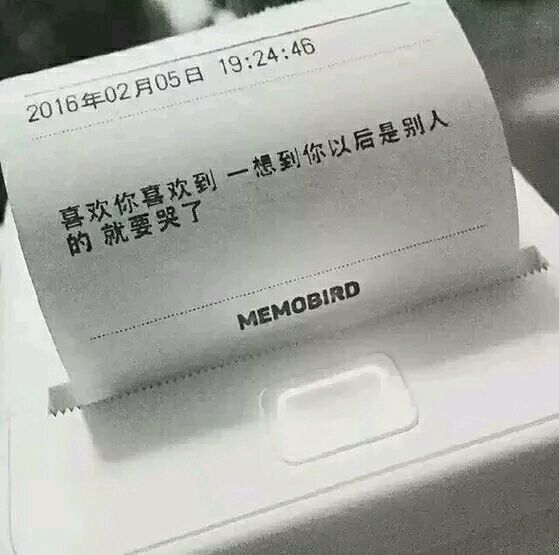 2016年02月05日 19:24:46
喜欢你喜欢到 一想到你以后是别人
的 就要哭了
MEMOBIRD